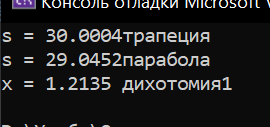 Консоль отладки Microsoft
s = 30.0004трапеция
s = 29.0452парабола
x = 1.2135 дихотомия1